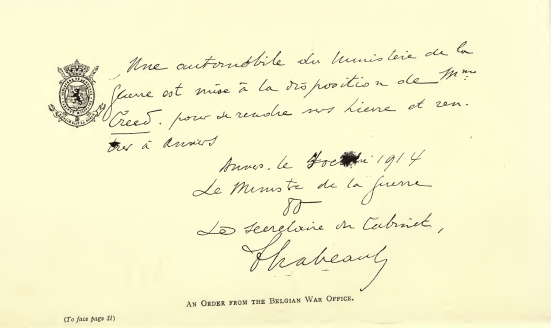 Une automobile du Ministère de la
Guerre est mise à la disposition de Mme
Creed. pour se rendre vers Lierre et ren-
trer à Anvers
Anvers, le 1914
Le Ministre de la Guerre
Le Secrétaire du Cabinet,
AN ORDER FROM THE BELGIAN WAR OFFICE.
(To face page 21)